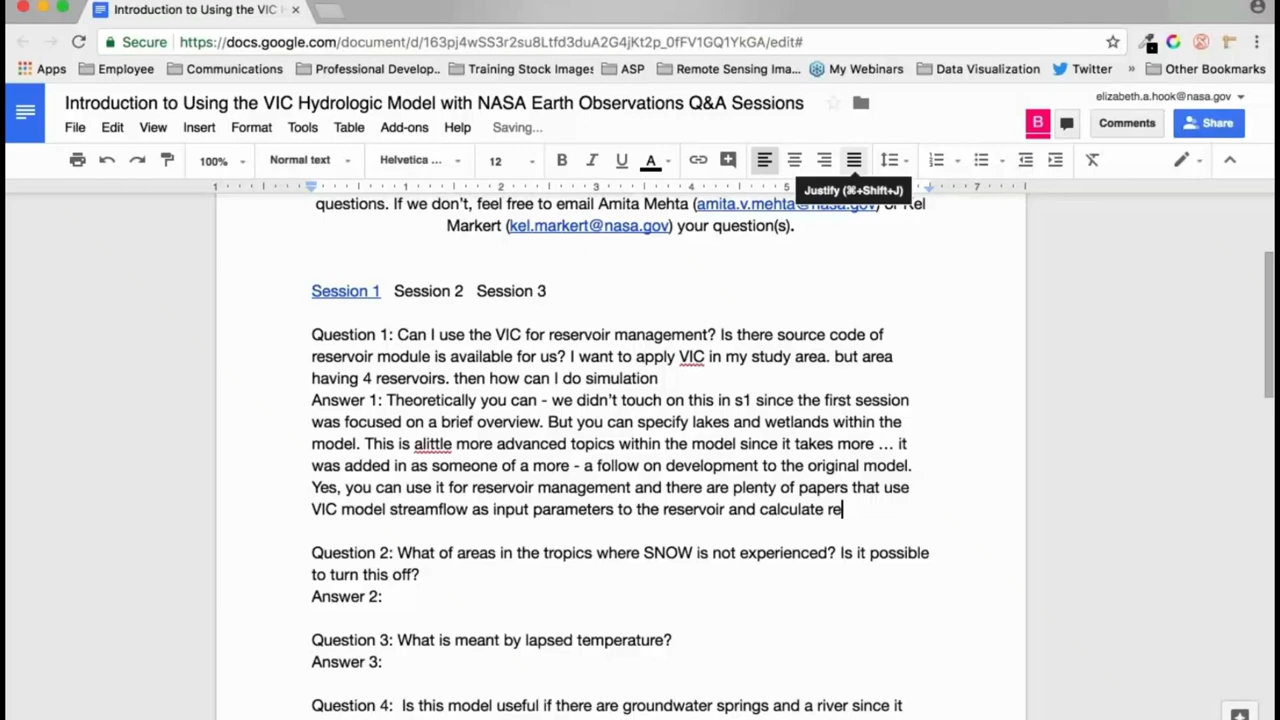 Introduction to Using the VIC H
Secure https://docs.google.com/document/d/163pj4wSS3r2su8Ltfd3duA2G4jKt2p_0fFV1GQ1YkGA/edit#
Apps Employee Communications Professional Develop.. Training Stock Images ASP Remote Sensing Ima... My Webinars Data Visualization Twitter » Other Bookmarks
Introduction to Using the VIC Hydrologic Model with NASA Earth Observations Q&A Sessions
elizabeth.a.hook@nasa.gov
File Edit View Insert Format Tools Table Add-ons Help Saving...
B Comments Share
100% Normal text Helvetica ... 12 B I U A
Justify (⌘+Shift+J)
1 1 2 3 4 5 7
questions. If we don't, feel free to email Amita Mehta (amita.v.mehta@nasa.gov) or Kel
Markert (kel.markert@nasa.gov) your question(s).
Session 1 Session 2 Session 3
Question 1: Can I use the VIC for reservoir management? Is there source code of
reservoir module is available for us? I want to apply VIC in my study area. but area
having 4 reservoirs. then how can I do simulation
Answer 1: Theoretically you can - we didn't touch on this in s1 since the first session
was focused on a brief overview. But you can specify lakes and wetlands within the
model. This is alittle more advanced topics within the model since it takes more … it
was added in as someone of a more - a follow on development to the original model.
Yes, you can use it for reservoir management and there are plenty of papers that use
VIC model streamflow as input parameters to the reservoir and calculate re
Question 2: What of areas in the tropics where SNOW is not experienced? Is it possible
to turn this off?
Answer 2:
Question 3: What is meant by lapsed temperature?
Answer 3:
Question 4: Is this model useful if there are groundwater springs and a river since it